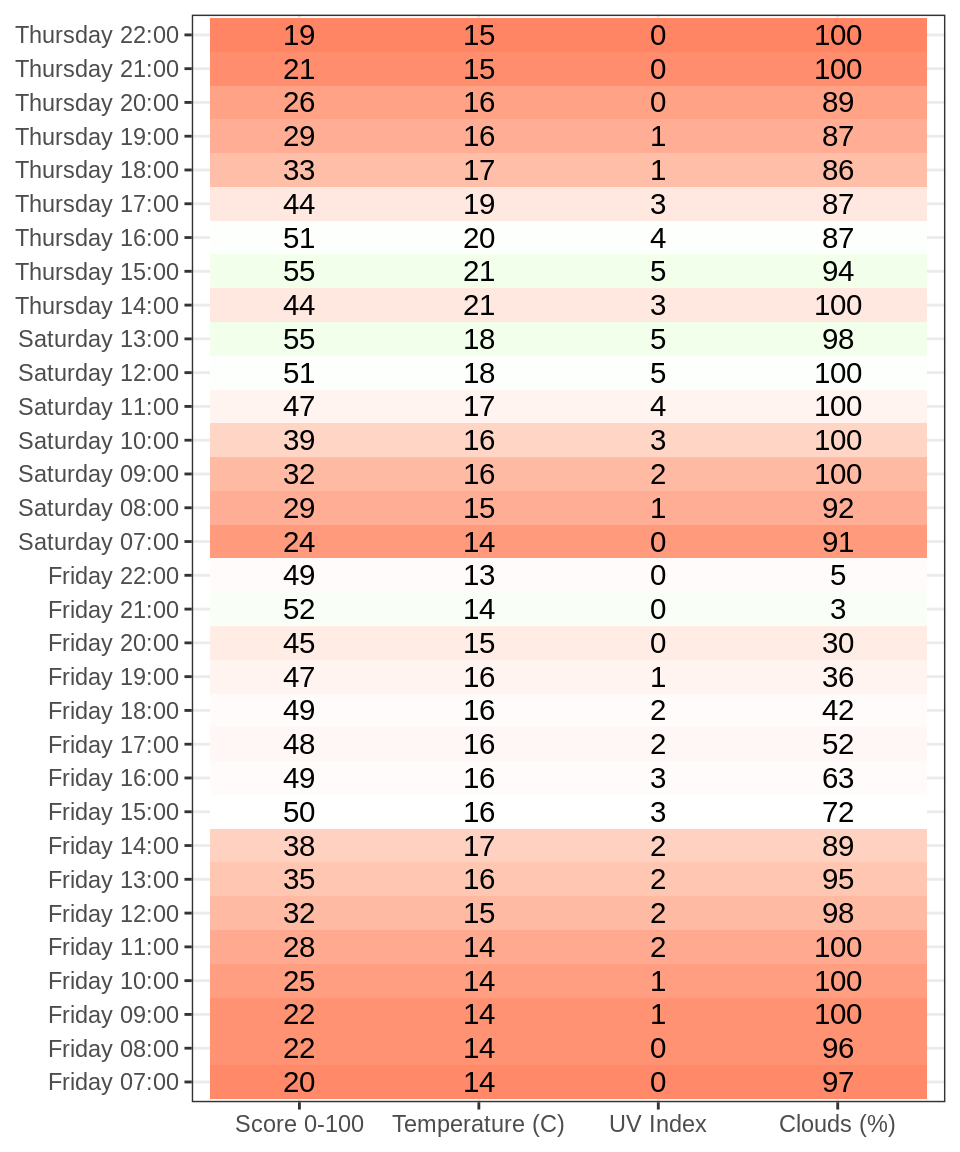 Thursday 22:00 19 15 0 100
Thursday 21:00 21 15 0 100
Thursday 20:00 26 16 0 89
Thursday 19:00 29 16 1 87
Thursday 18:00 33 17 1 86
Thursday 17:00 44 19 3 87
Thursday 16:00 51 20 4 87
Thursday 15:00 55 21 5 94
Thursday 14:00 44 21 3 100
Saturday 13:00 55 18 5 98
Saturday 12:00 51 18 5 100
Saturday 11:00 47 17 4 100
Saturday 10:00 39 16 3 100
Saturday 09:00 32 16 2 100
Saturday 08:00 29 15 1 92
Saturday 07:00 24 14 0 91
Friday 22:00 49 13 0 5
Friday 21:00 52 14 0 3
Friday 20:00 45 15 0 30
Friday 19:00 47 16 1 36
Friday 18:00 49 16 2 42
Friday 17:00 48 16 2 52
Friday 16:00 49 16 3 63
Friday 15:00 50 16 3 72
Friday 14:00 38 17 2 89
Friday 13:00 35 16 2 95
Friday 12:00 32 15 2 98
Friday 11:00 28 14 2 100
Friday 10:00 25 14 1 100
Friday 09:00 22 14 1 100
Friday 08:00 22 14 0 96
Friday 07:00 20 14 0 97
Score 0-100 Temperature (C) UV Index Clouds (%)